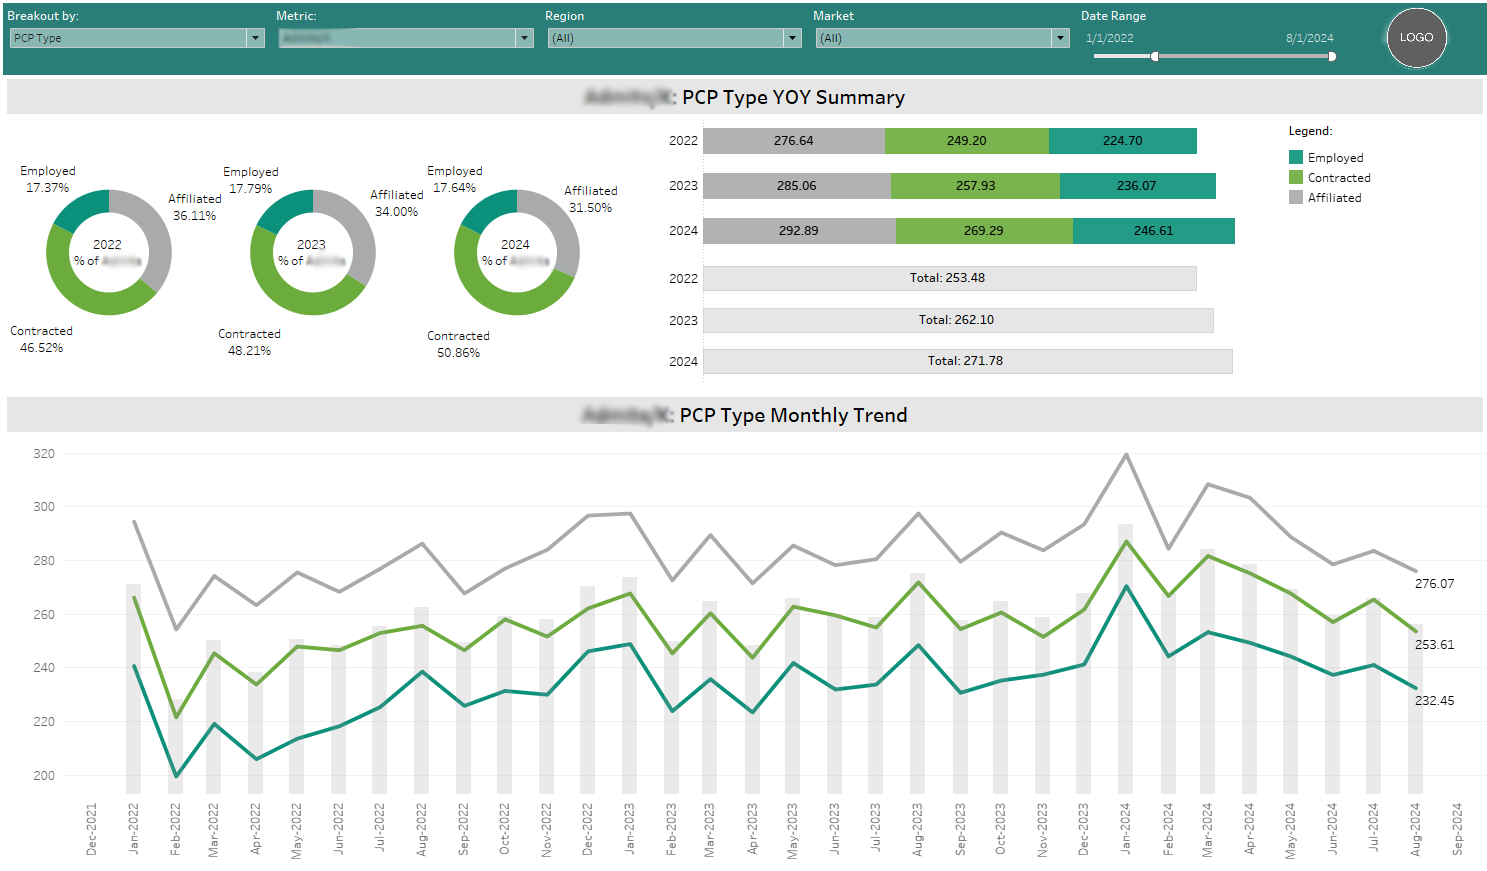 Breakout by:
PCP Type
Metric:
Region
(All)
Market
(All)
Date Range
1/1/2022
8/1/2024
LOGO
PCP Type YOY Summary
Employed
17.37%
Affiliated
36.11%
2022
% of
Contracted
46.52%
Employed
17.79%
Affiliated
34.00%
2023
% of
Contracted
48.21%
Employed
17.64%
Affiliated
31.50%
2024
% of
Contracted
50.86%
2022 276.64 249.20 224.70
2023 285.06 257.93 236.07
2024 292.89 269.29 246.61
2022 Total: 253.48
2023 Total: 262.10
2024 Total: 271.78
Legend:
Employed
Contracted
Affiliated
PCP Type Monthly Trend
320
300
280
260
240
220
200
276.07
253.61
232.45
Dec-2021
Jan-2022
Feb-2022
Mar-2022
Apr-2022
May-2022
Jun-2022
Jul-2022
Aug-2022
Sep-2022
Oct-2022
Nov-2022
Dec-2022
Jan-2023
Feb-2023
Mar-2023
Apr-2023
May-2023
Jun-2023
Jul-2023
Aug-2023
Sep-2023
Oct-2023
Nov-2023
Dec-2023
Jan-2024
Feb-2024
Mar-2024
Apr-2024
May-2024
Jun-2024
Jul-2024
Aug-2024
Sep-2024